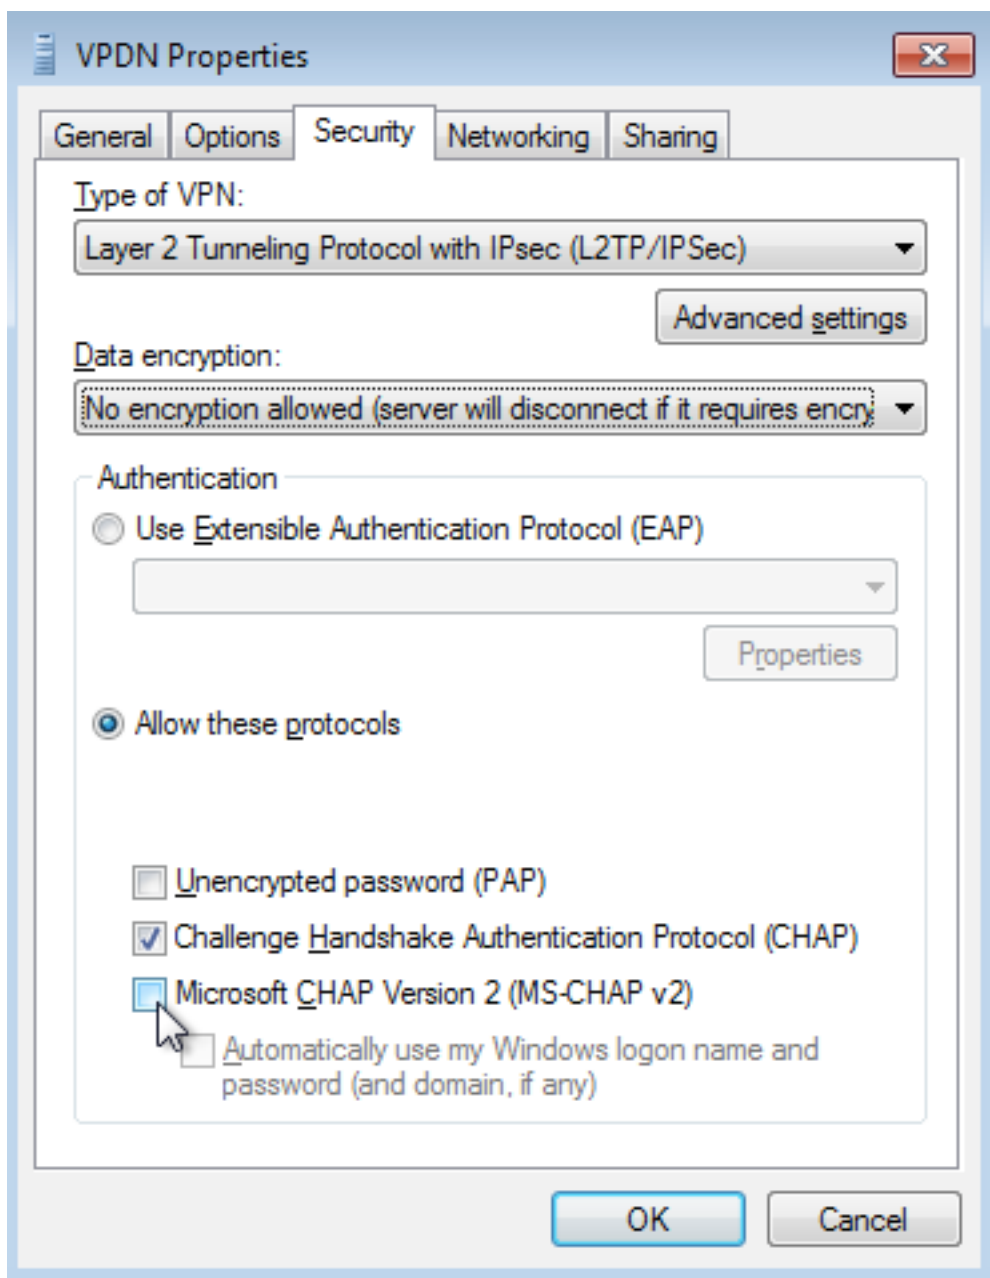 VPDN Properties
General Options Security Networking Sharing
Type of VPN:
Layer 2 Tunneling Protocol with IPsec (L2TP/IPSec)
Advanced settings
Data encryption:
No encryption allowed (server will disconnect if it requires encry
Authentication
Use Extensible Authentication Protocol (EAP)
Properties
Allow these protocols
Unencrypted password (PAP)
Challenge Handshake Authentication Protocol (CHAP)
Microsoft CHAP Version 2 (MS-CHAP v2)
Automatically use my Windows logon name and
password (and domain, if any)
OK Cancel